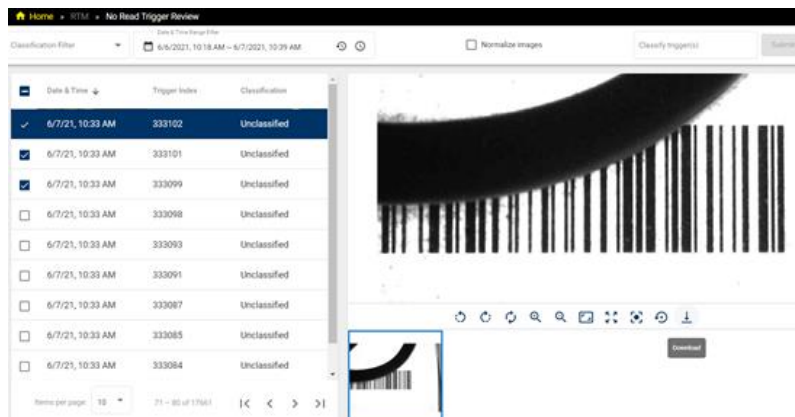 Home » RTM » No Read Trigger Review
Classification Filter
Date & Time Range Filter
6/6/2021, 10:18 AM – 6/7/2021, 10:39 AM
Normalize images
Classify trigger(s)
Submit
Date & Time Trigger Index Classification
6/7/21, 10:33 AM 333102 Unclassified
6/7/21, 10:33 AM 333101 Unclassified
6/7/21, 10:33 AM 333099 Unclassified
6/7/21, 10:33 AM 333098 Unclassified
6/7/21, 10:33 AM 333093 Unclassified
6/7/21, 10:33 AM 333091 Unclassified
6/7/21, 10:33 AM 333087 Unclassified
6/7/21, 10:33 AM 333085 Unclassified
6/7/21, 10:33 AM 333084 Unclassified
Items per page: 10 71 – 80 of 17661
Download